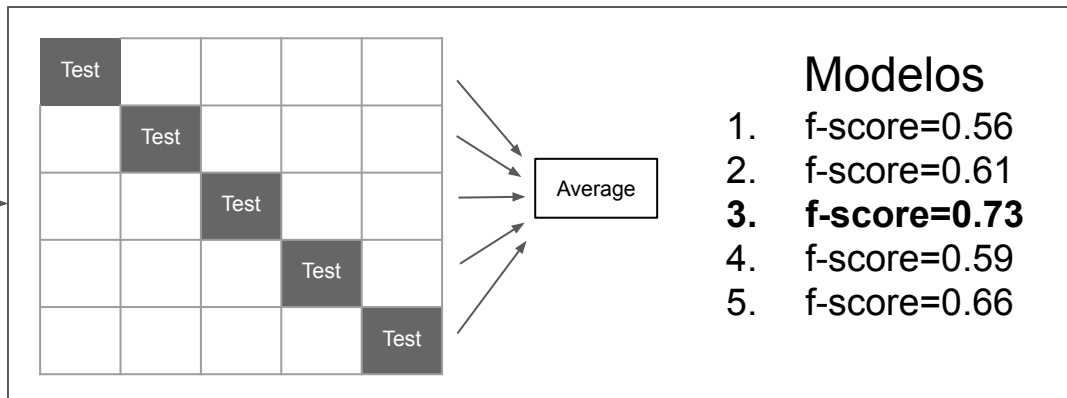 Test
Test
Test
Test
Test
Average
Modelos
1. f-score=0.56
2. f-score=0.61
3. f-score=0.73
4. f-score=0.59
5. f-score=0.66